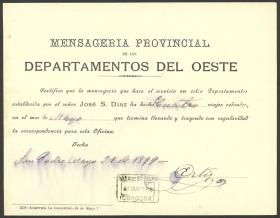 MENSAGERIA PROVINCIAL
DE LOS
DEPARTAMENTOS DEL OESTE
Certifico que la mensagería que hace el servicio en estos Departamentos
establecida por el señor JOSÉ S. DIAZ ha hecho Cuatro viajes redondos,
en el mes de Mayo que termina llevando y trayendo con regularidad
la correspondencia para esta Oficina.
Fecha
San Pedro Mayo 31 de 1899
CORDOBA